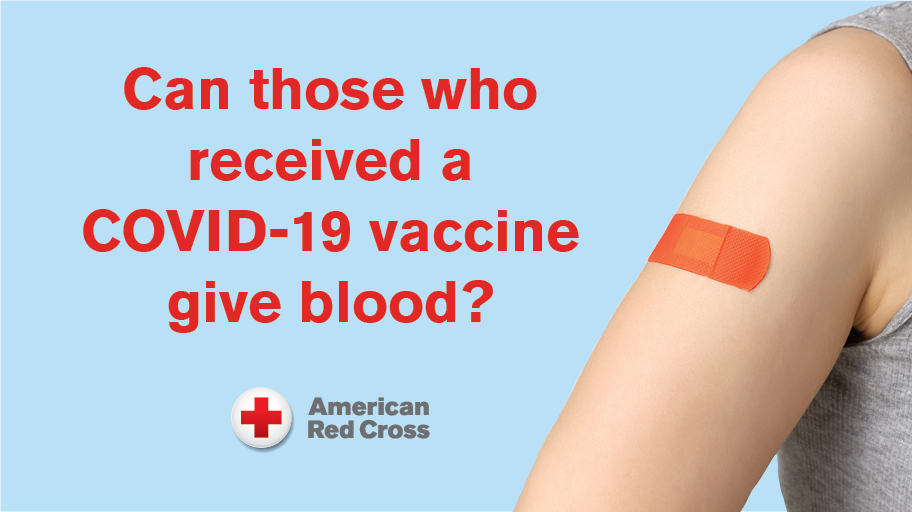 Can those who
received a
COVID-19 vaccine
give blood?
American
Red Cross